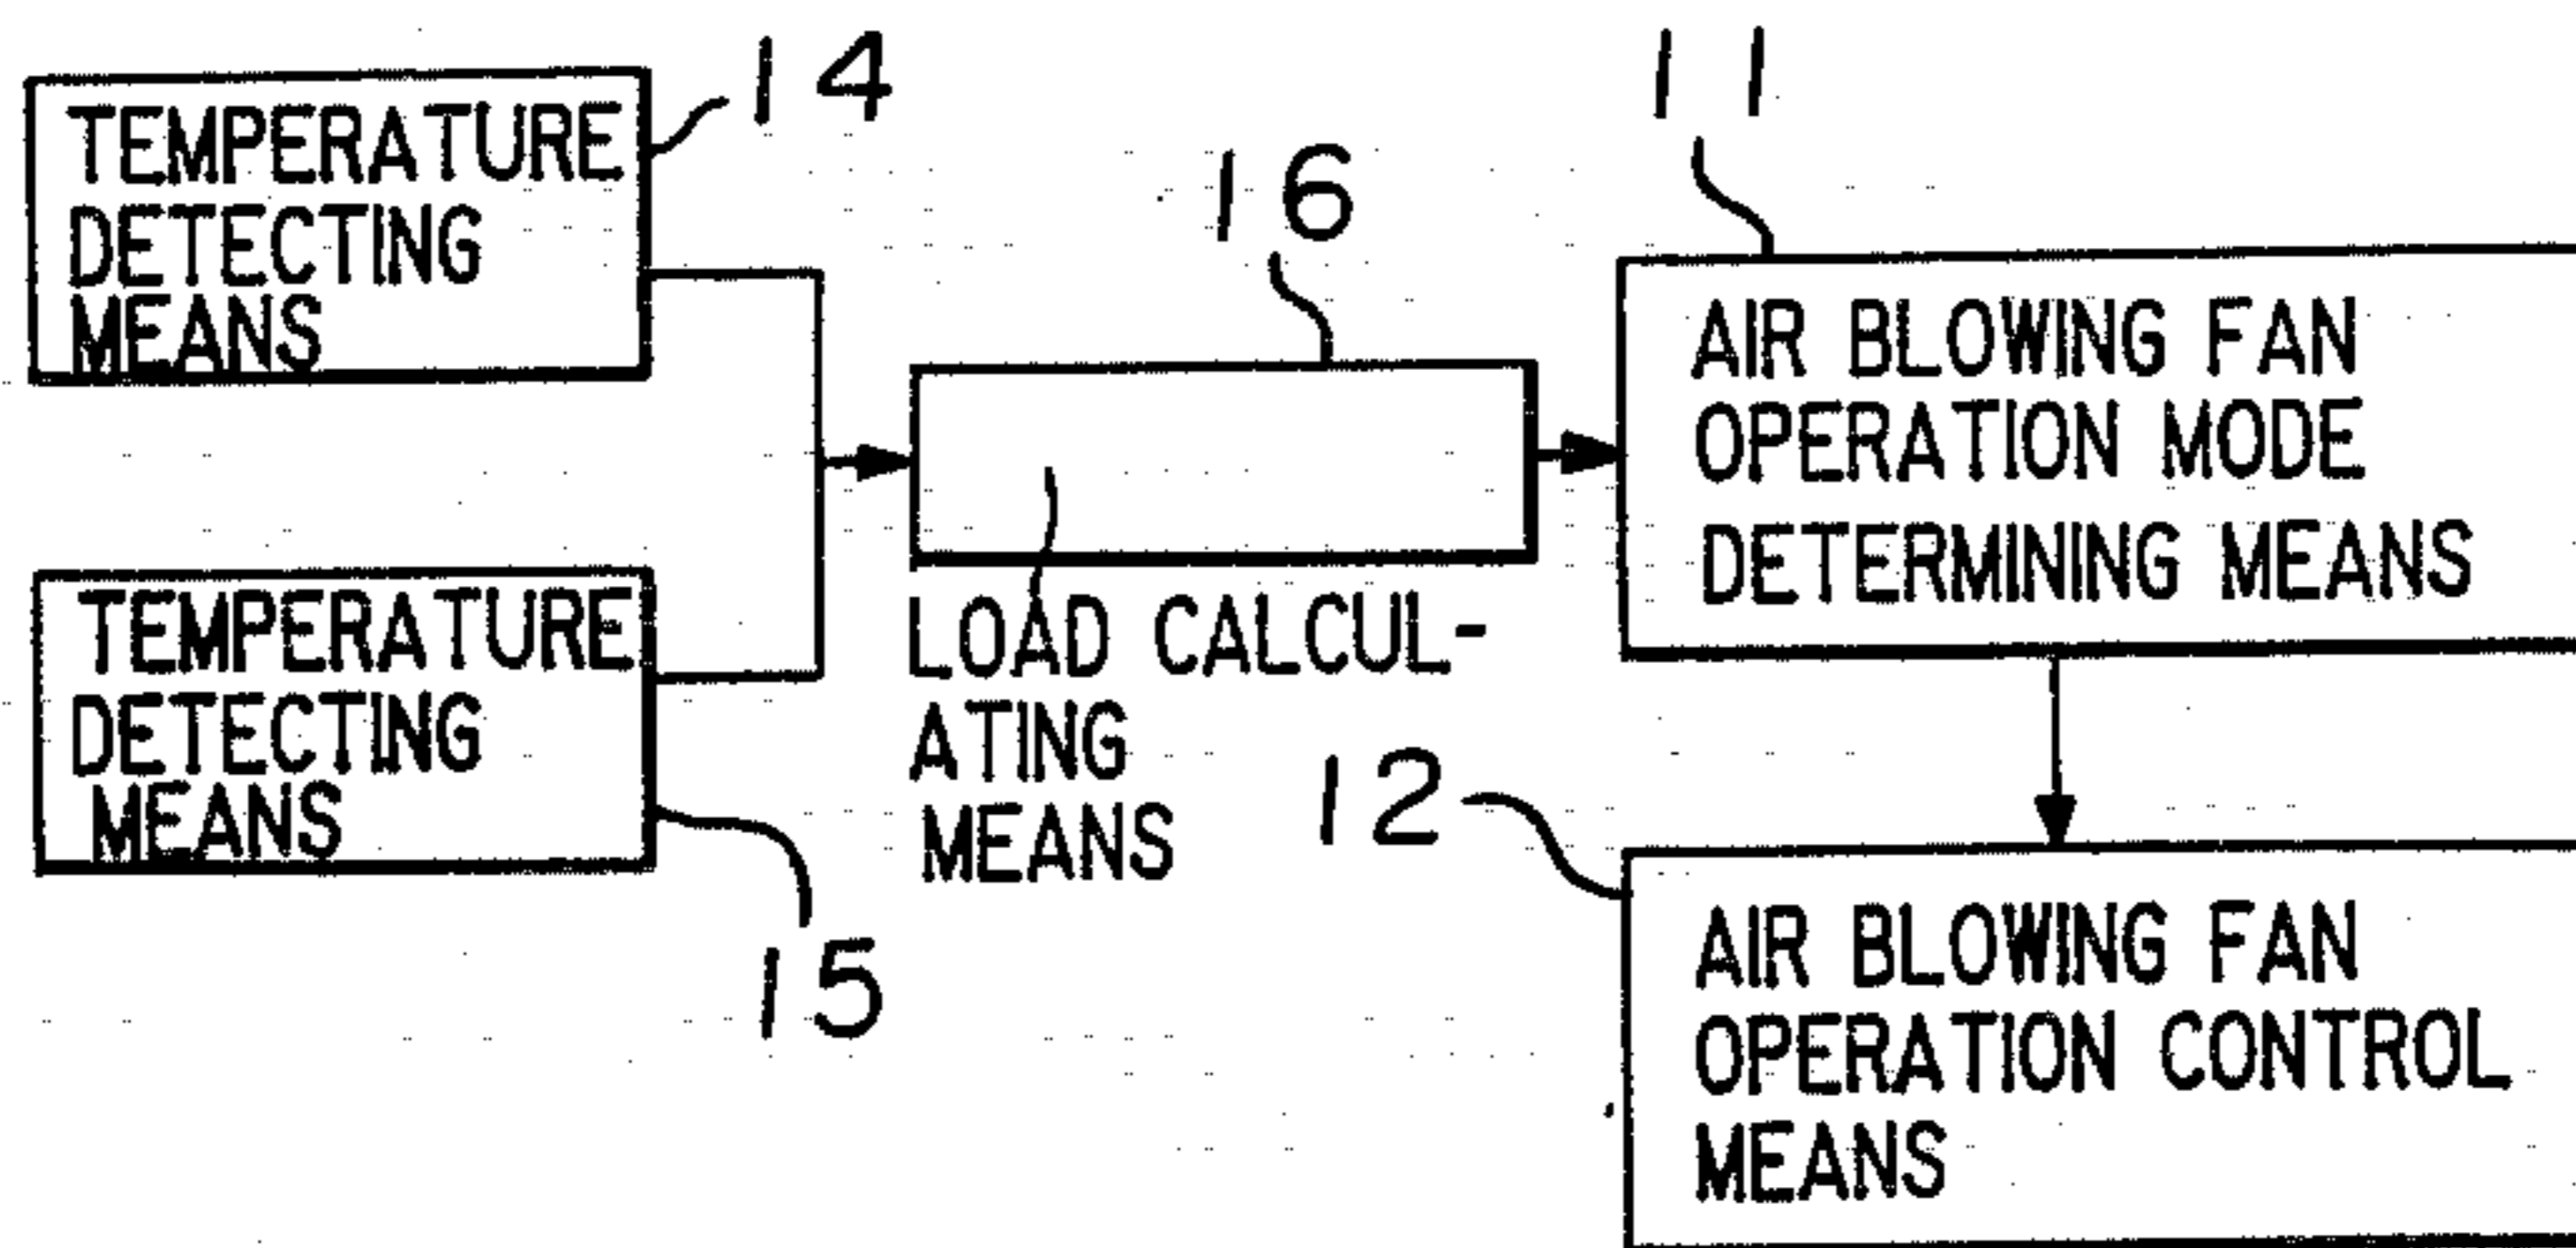 14
TEMPERATURE
DETECTING
MEANS
16
11
AIR BLOWING FAN
OPERATION MODE
DETERMINING MEANS
TEMPERATURE
DETECTING
MEANS
15
LOAD CALCUL-
ATING
MEANS
12
AIR BLOWING FAN
OPERATION CONTROL
MEANS